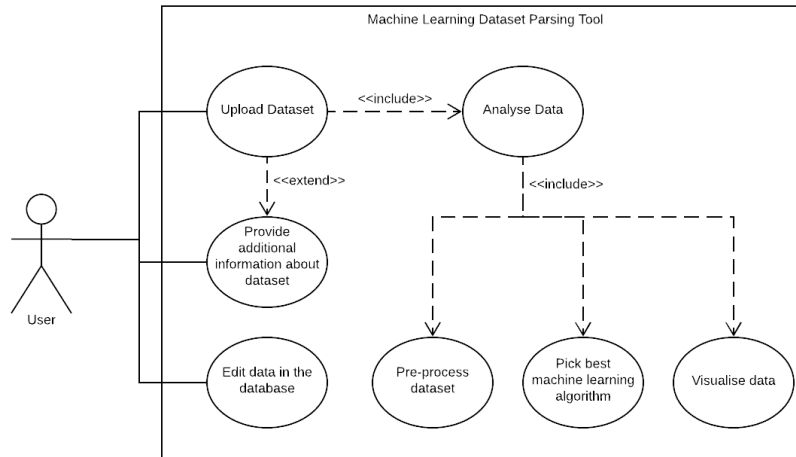 Machine Learning Dataset Parsing Tool
Upload Dataset
<<include>>
Analyse Data
<<extend>>
<<include>>
Provide
additional
information about
dataset
User
Edit data in the
database
Pre-process
dataset
Pick best
machine learning
algorithm
Visualise data